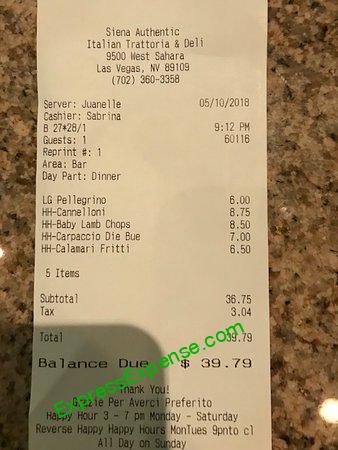 Siena Authentic
Italian Trattoria & Deli
9500 West Sahara
Las Vegas, NV 89109
(702) 360-3358
Server: Juanelle 05/10/2018
Cashier: Sabrina
B 27*28/1 9:12 PM
Guests: 1 60116
Reprint #: 1
Area: Bar
Day Part: Dinner
LG Pellegrino 6.00
HH-Cannelloni 8.75
HH-Baby Lamb Chops 8.50
HH-Carpaccio Die Bue 7.00
HH-Calamari Fritti 6.50
5 Items
Subtotal 36.75
Tax 3.04
Total 39.79
Balance Due $ 39.79
ExpressExpense.com
Thank You!
Grazie Per Averci Preferito
Happy Hour 3 - 7 pm Monday - Saturday
Reverse Happy Happy Hours MonTues 9pnto cl
All Day on Sunday